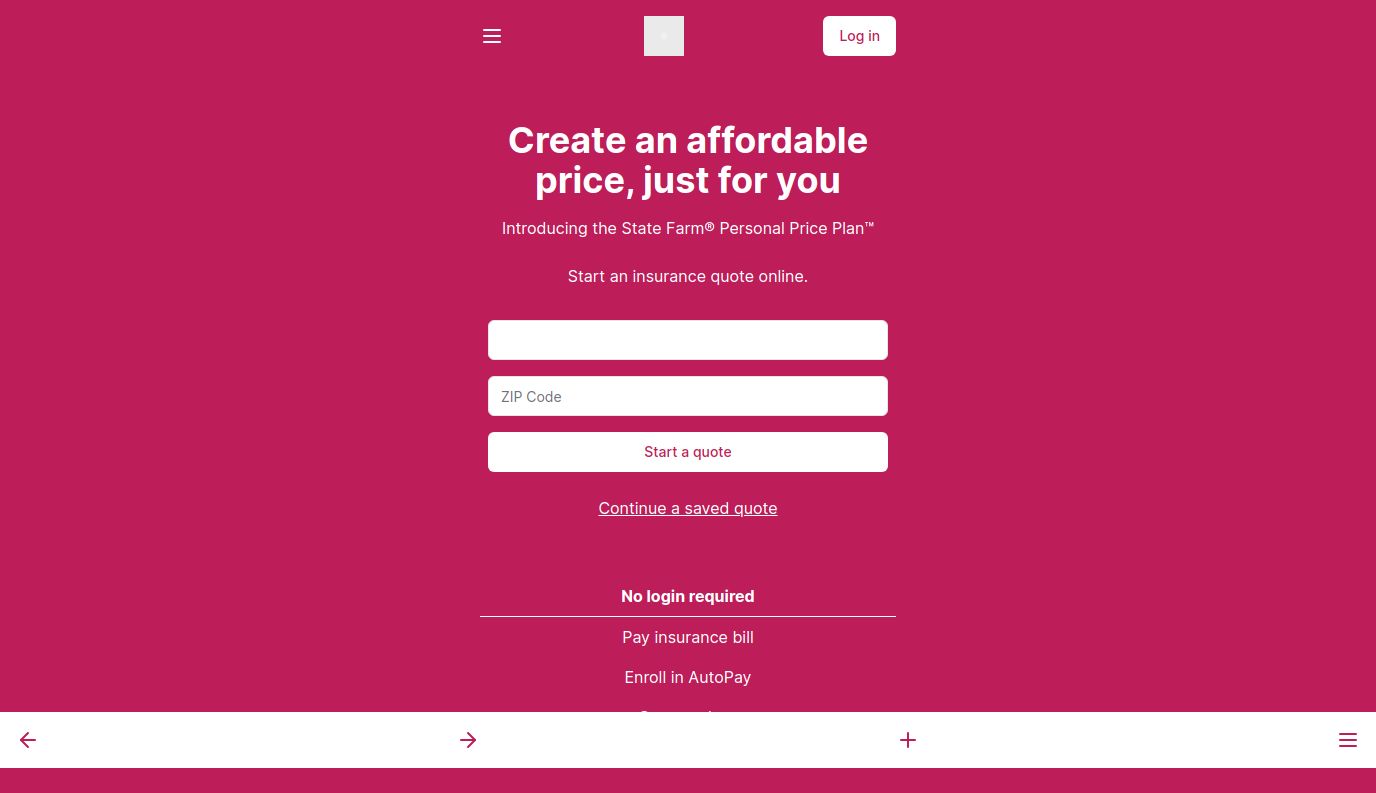 Log in
Create an affordable
price, just for you
Introducing the State Farm® Personal Price Plan™
Start an insurance quote online.
ZIP Code
Start a quote
Continue a saved quote
No login required
Pay insurance bill
Enroll in AutoPay